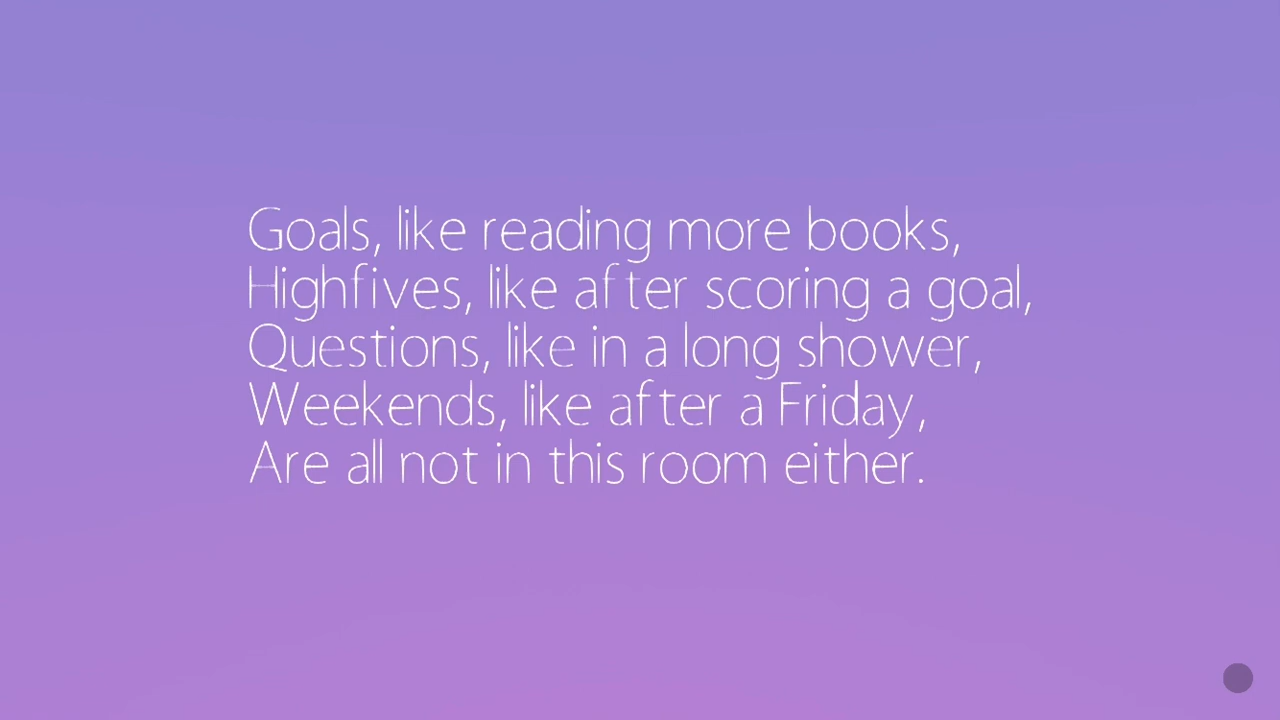 Goals, like reading more books,
Highfives, like after scoring a goal,
Questions, like in a long shower,
Weekends, like after a Friday,
Are all not in this room either.